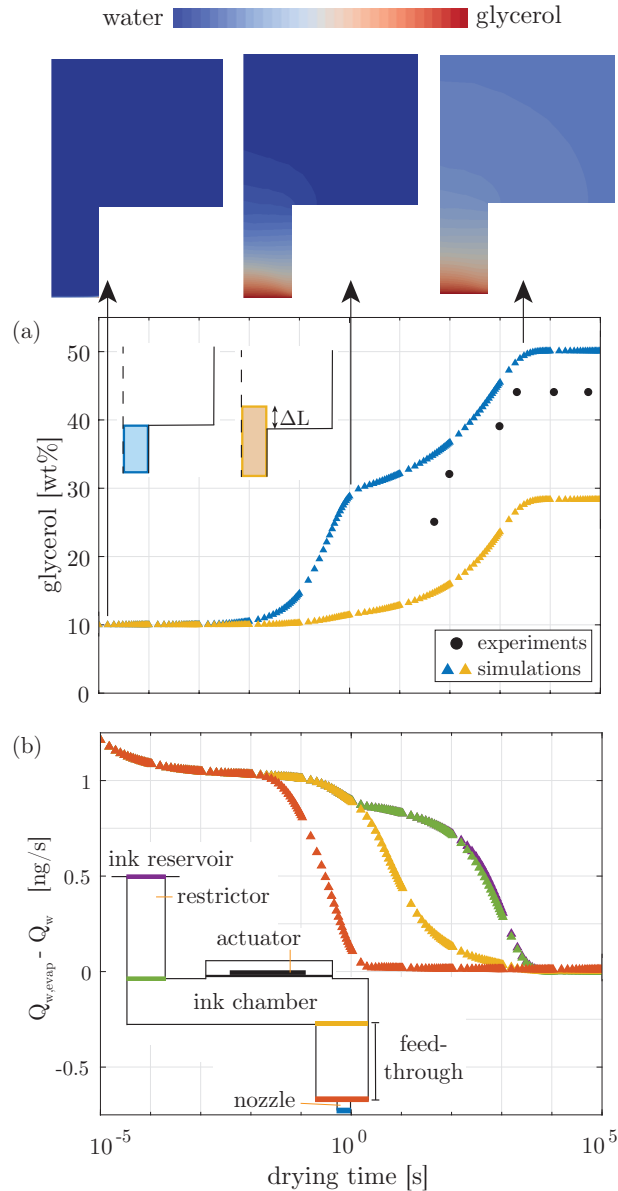 water glycerol
(a)
50
40
30
20
10
0
glycerol [wt%]
ΔL
experiments
simulations
(b)
1
0.5
0
-0.5
Q_w,evap - Q_w [ng/s]
ink reservoir
restrictor
actuator
ink chamber
feed-
through
nozzle
10^-5 10^0 10^5
drying time [s]